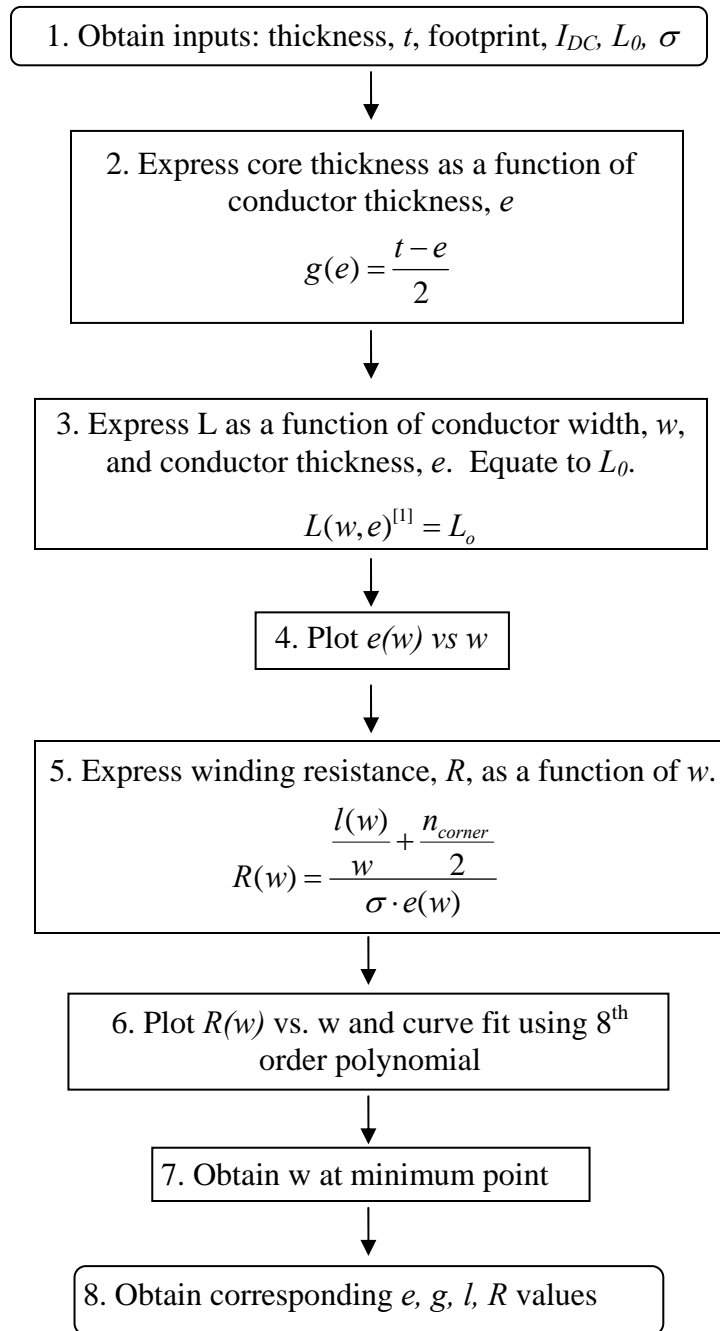 1. Obtain inputs: thickness, t, footprint, I_DC, L_0, σ
2. Express core thickness as a function of
conductor thickness, e
g(e) = (t − e) / 2
3. Express L as a function of conductor width, w,
and conductor thickness, e. Equate to L_0.
L(w,e)^[1] = L_o
4. Plot e(w) vs w
5. Express winding resistance, R, as a function of w.
R(w) = (l(w)/w + n_corner/2) / (σ · e(w))
6. Plot R(w) vs. w and curve fit using 8^th
order polynomial
7. Obtain w at minimum point
8. Obtain corresponding e, g, l, R values